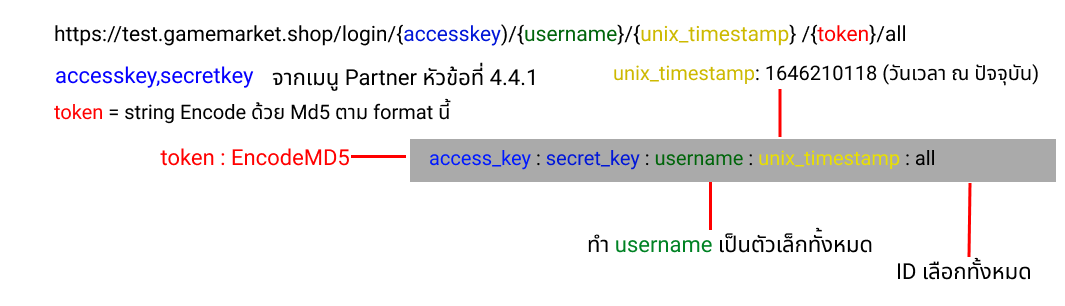 https://test.gamemarket.shop/login/{accesskey)/{username}/{unix_timestamp} /{token}/all
accesskey,secretkey จากเมนู Partner หัวข้อที่ 4.4.1 unix_timestamp: 1646210118 (วันเวลา ณ ปัจจุบัน)
token = string Encode ด้วย Md5 ตาม format นี้
token : EncodeMD5 access_key : secret_key : username : unix_timestamp : all
ทำ username เป็นตัวเล็กทั้งหมด
ID เลือกทั้งหมด